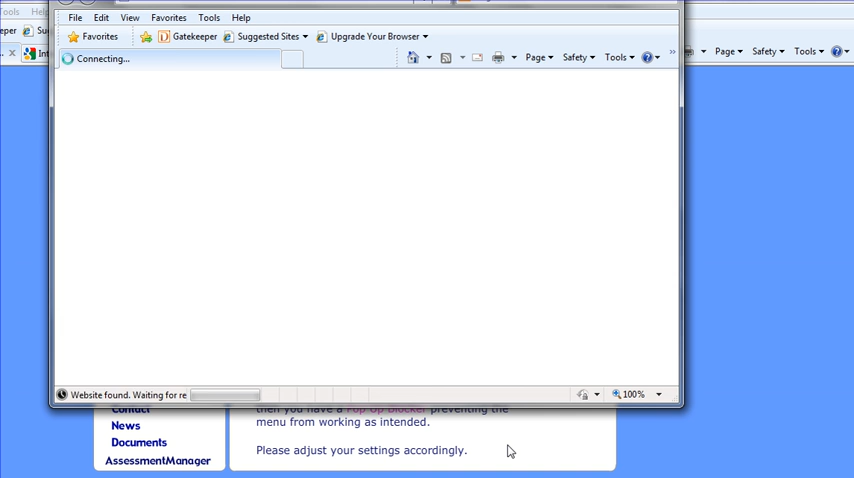 Tools Help
File Edit View Favorites Tools Help
Favorites Gatekeeper Suggested Sites Upgrade Your Browser
Connecting...
Page Safety Tools
Page Safety Tools
Website found. Waiting for re
100%
Contact
then you have a Pop Up Blocker preventing the
News
menu from working as intended.
Documents
Please adjust your settings accordingly.
AssessmentManager